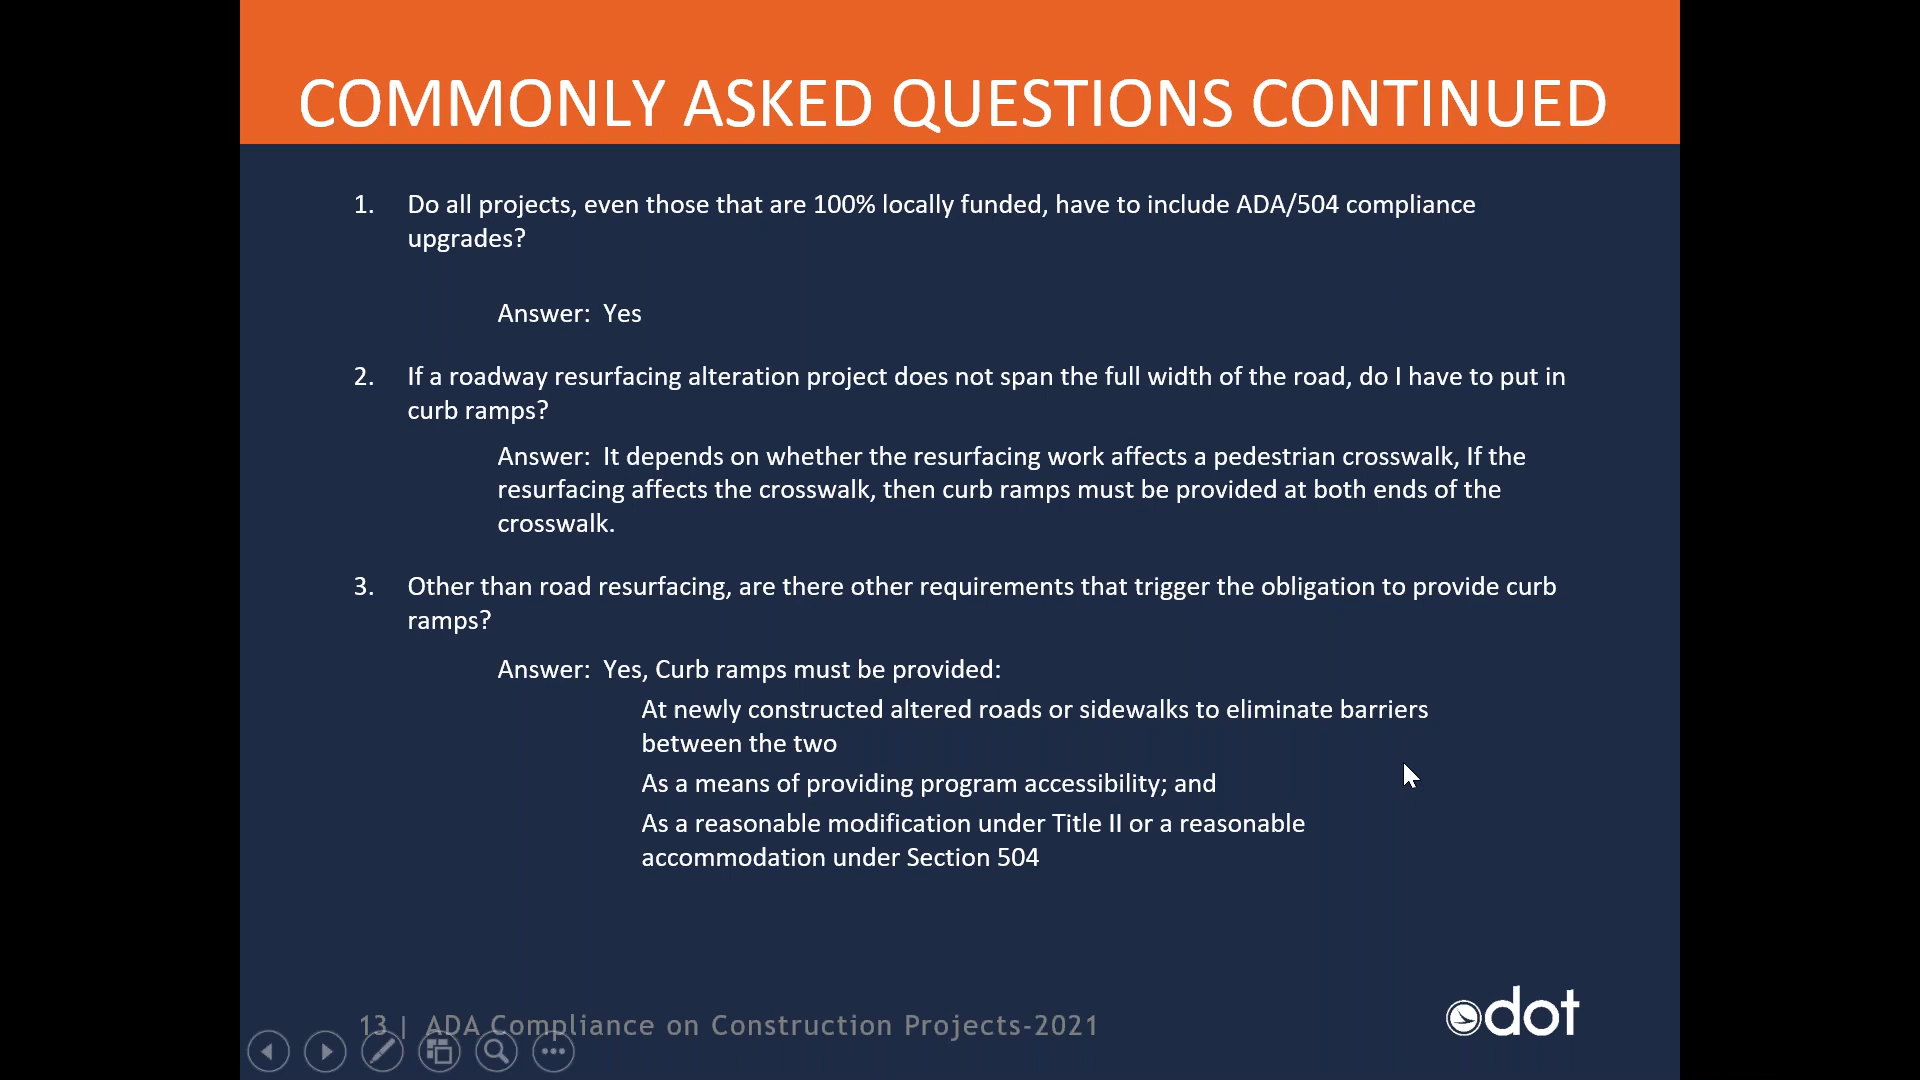 COMMONLY ASKED QUESTIONS CONTINUED
1. Do all projects, even those that are 100% locally funded, have to include ADA/504 compliance
upgrades?
Answer: Yes
2. If a roadway resurfacing alteration project does not span the full width of the road, do I have to put in
curb ramps?
Answer: It depends on whether the resurfacing work affects a pedestrian crosswalk, If the
resurfacing affects the crosswalk, then curb ramps must be provided at both ends of the
crosswalk.
3. Other than road resurfacing, are there other requirements that trigger the obligation to provide curb
ramps?
Answer: Yes, Curb ramps must be provided:
At newly constructed altered roads or sidewalks to eliminate barriers
between the two
As a means of providing program accessibility; and
As a reasonable modification under Title II or a reasonable
accommodation under Section 504
13 | ADA Compliance on Construction Projects-2021
dot